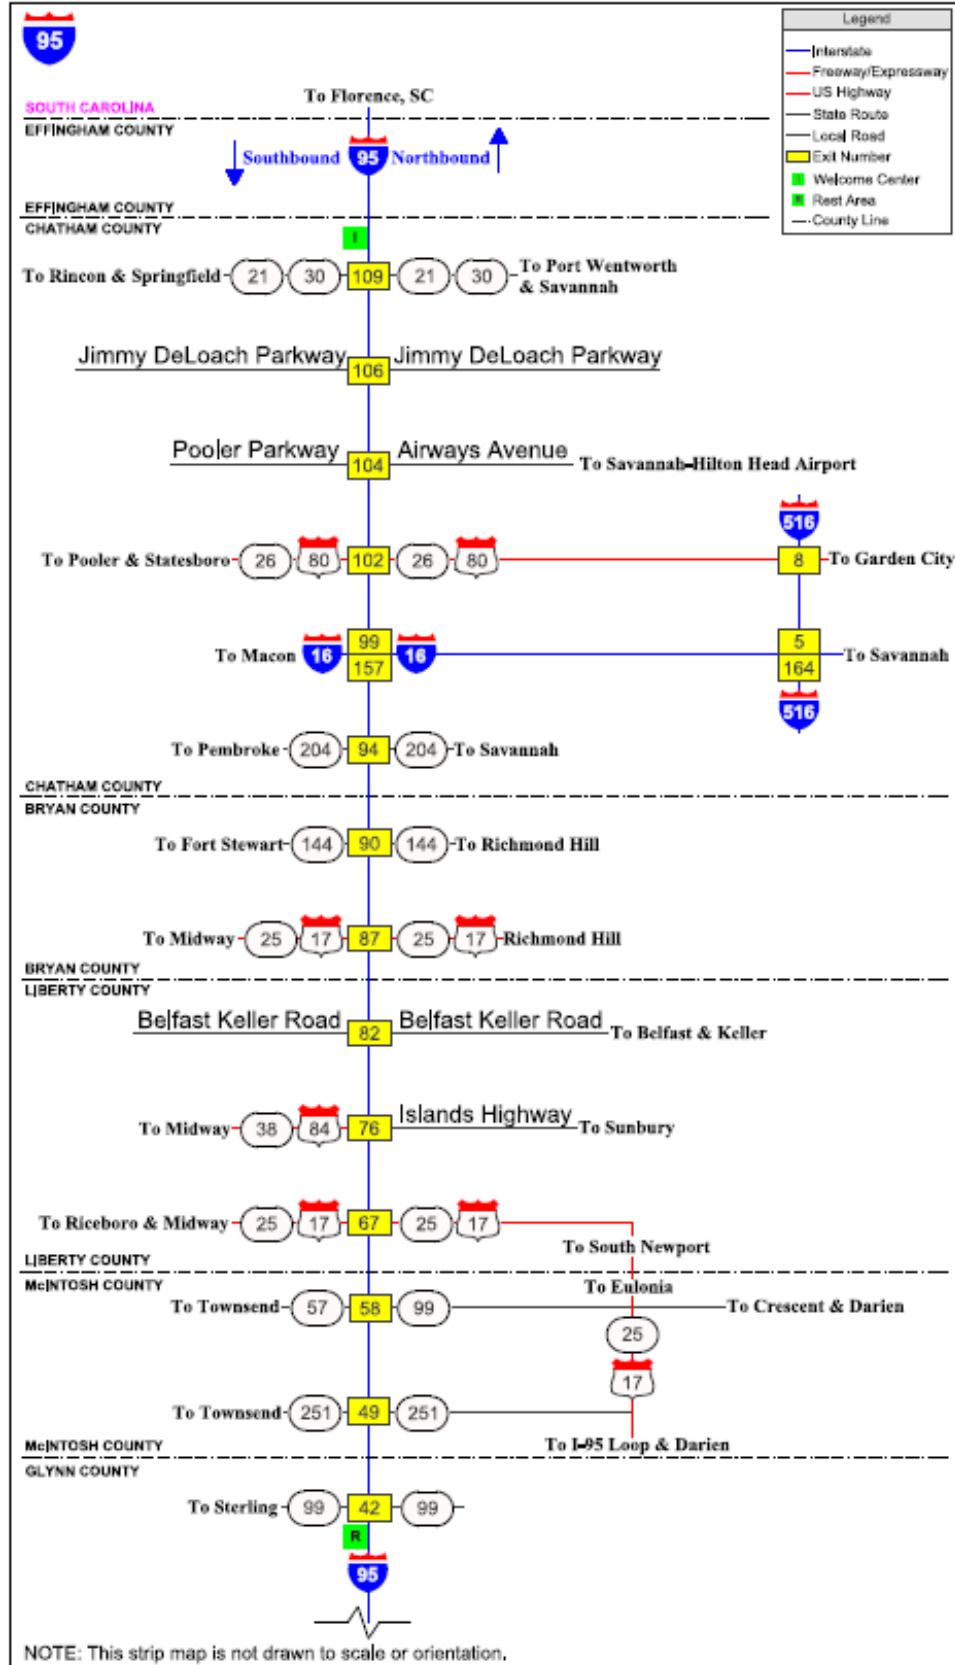 95
Legend
Interstate
Freeway/Expressway
US Highway
State Route
Local Road
Exit Number
I Welcome Center
R Rest Area
County Line
To Florence, SC
SOUTH CAROLINA
EFFINGHAM COUNTY
Southbound 95 Northbound
EFFINGHAM COUNTY
CHATHAM COUNTY
I
To Rincon & Springfield 21 30 109 21 30 To Port Wentworth
& Savannah
Jimmy DeLoach Parkway 106 Jimmy DeLoach Parkway
Pooler Parkway 104 Airways Avenue To Savannah-Hilton Head Airport
516
To Pooler & Statesboro 26 80 102 26 80 8 To Garden City
99 5
To Macon 16 16 To Savannah
157 164
516
To Pembroke 204 94 204 To Savannah
CHATHAM COUNTY
BRYAN COUNTY
To Fort Stewart 144 90 144 To Richmond Hill
To Midway 25 17 87 25 17 Richmond Hill
BRYAN COUNTY
LIBERTY COUNTY
Belfast Keller Road 82 Belfast Keller Road To Belfast & Keller
To Midway 38 84 76 Islands Highway To Sunbury
To Riceboro & Midway 25 17 67 25 17
To South Newport
LIBERTY COUNTY
McINTOSH COUNTY
To Eulonia
To Townsend 57 58 99 To Crescent & Darien
25
17
To Townsend 251 49 251
McINTOSH COUNTY
To I-95 Loop & Darien
GLYNN COUNTY
To Sterling 99 42 99
R
95
NOTE: This strip map is not drawn to scale or orientation.